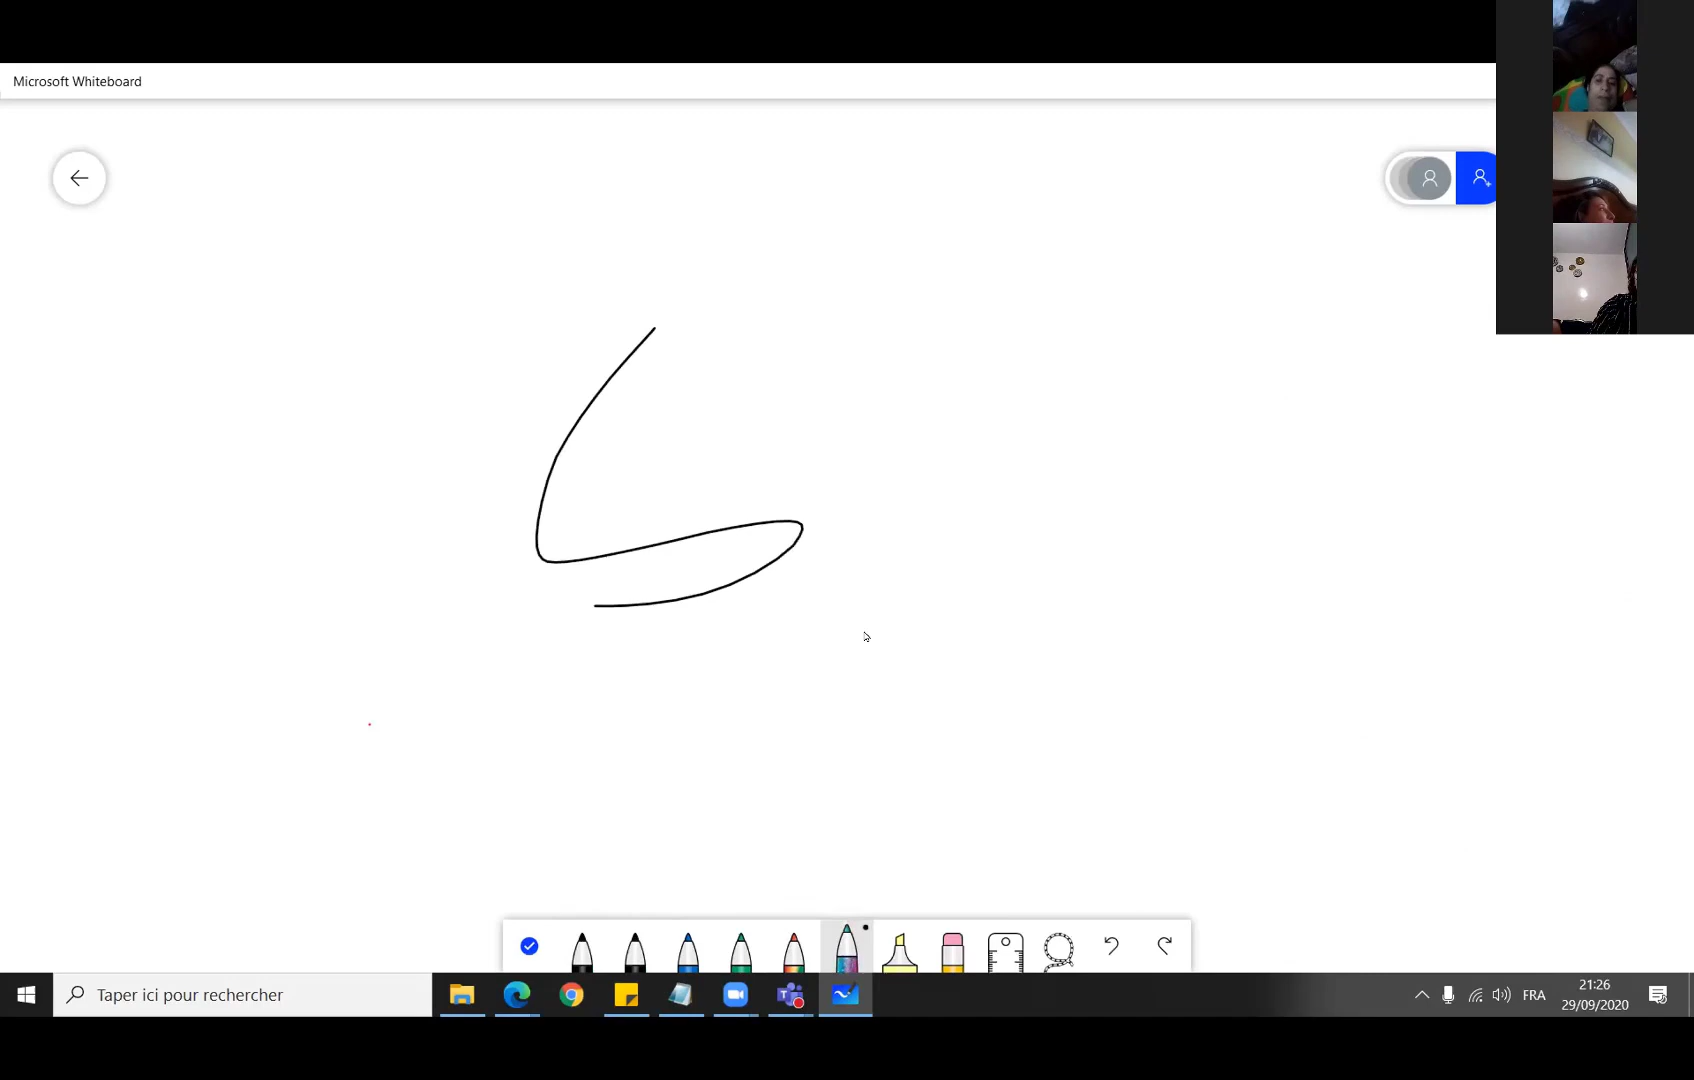 Microsoft Whiteboard
Taper ici pour rechercher
FRA
21:26
29/09/2020